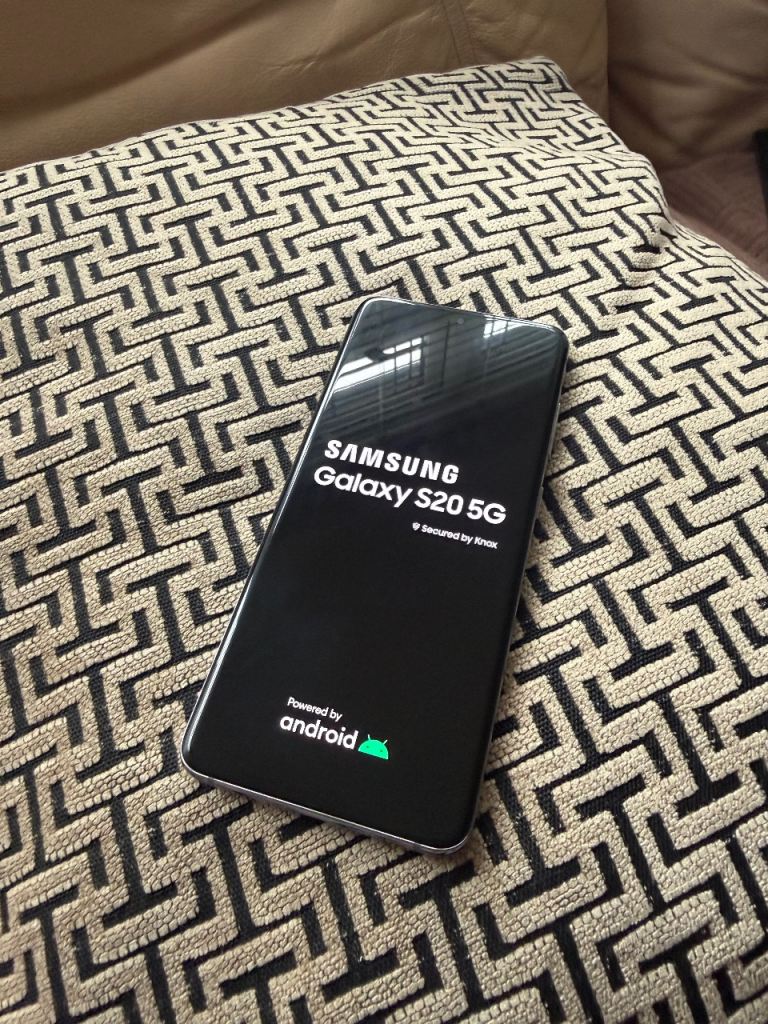 SAMSUNG
Galaxy S20 5G
Secured by Knox
Powered by
android